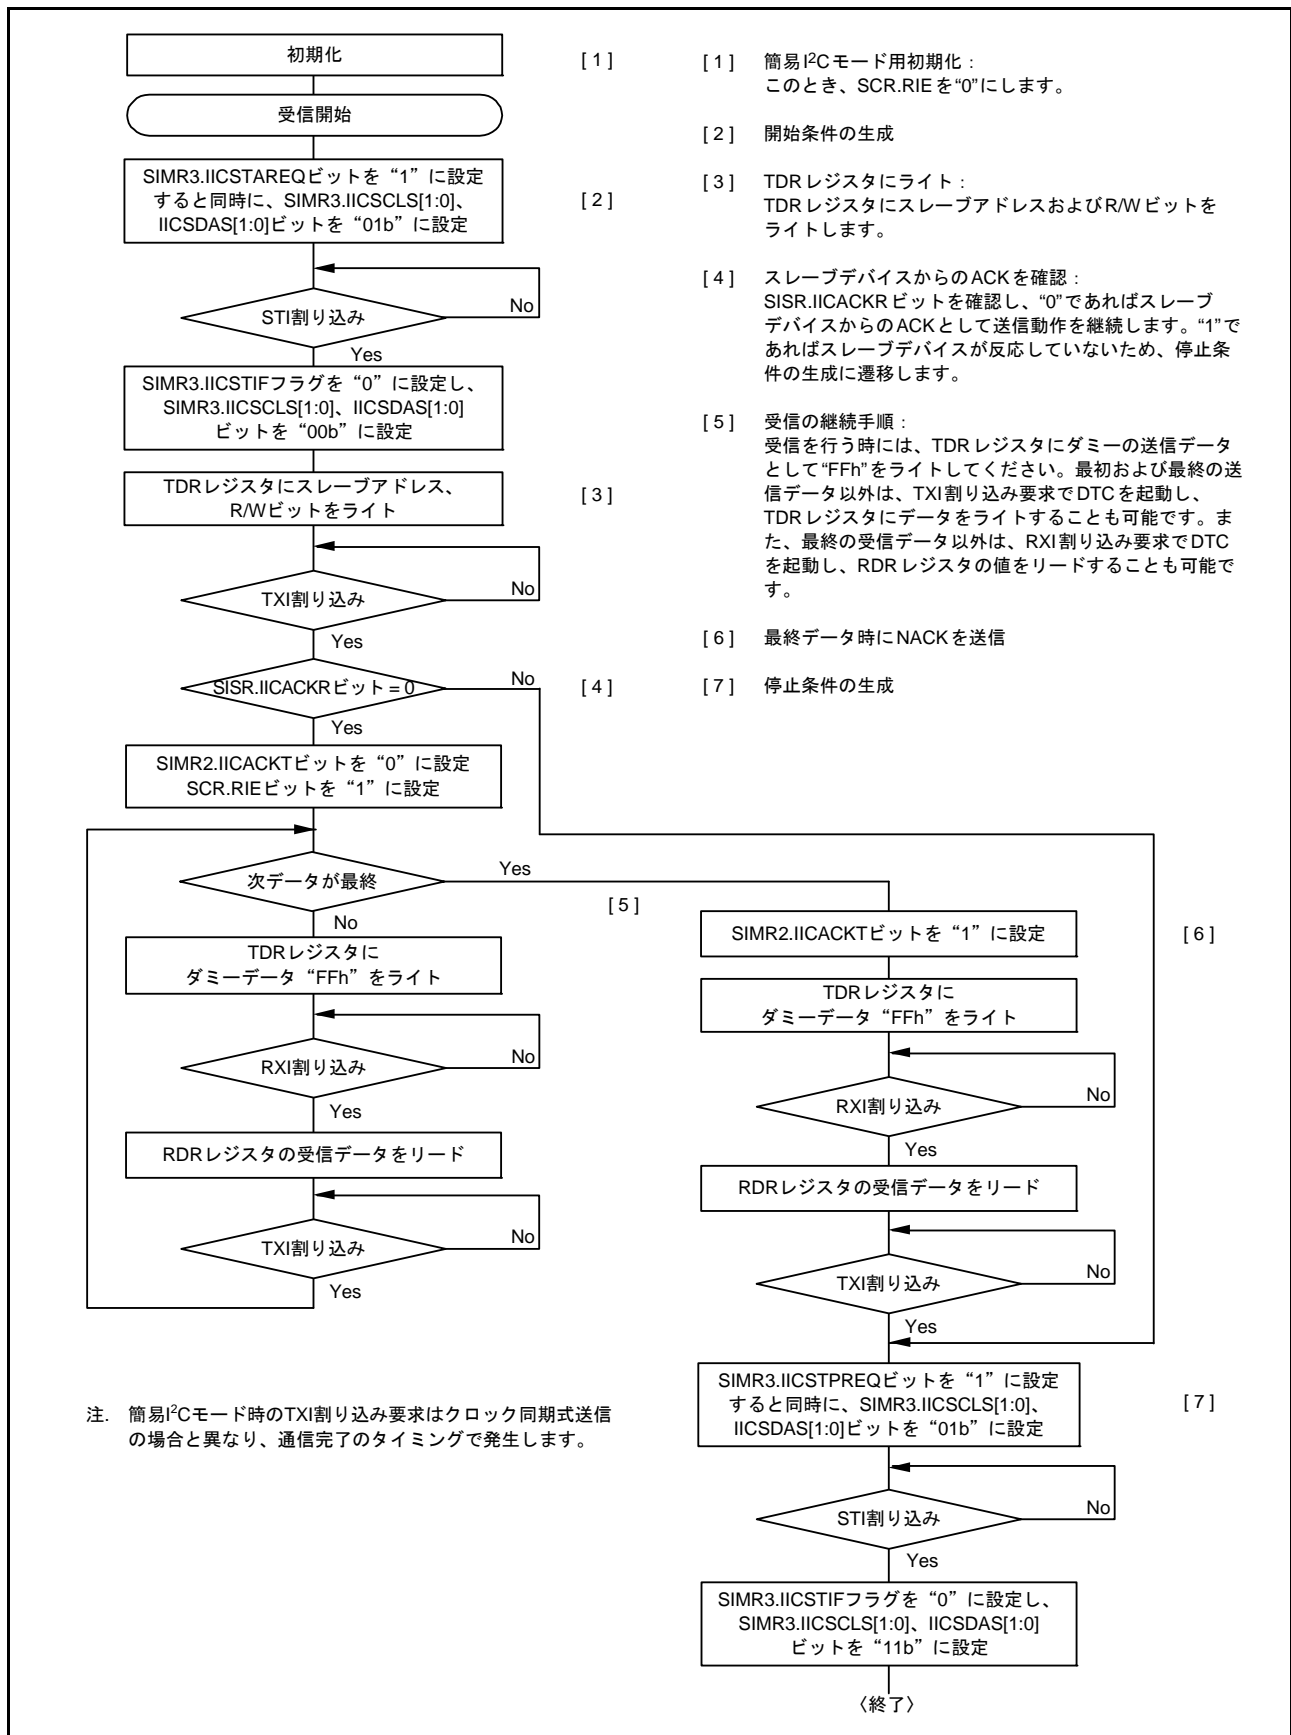 初期化
[ 1 ]
受信開始
SIMR3.IICSTAREQビットを“1”に設定
すると同時に、SIMR3.IICSCLS[1:0]、
IICSDAS[1:0]ビットを“01b”に設定
[ 2 ]
STI割り込み
No
Yes
SIMR3.IICSTIFフラグを“0”に設定し、
SIMR3.IICSCLS[1:0]、IICSDAS[1:0]
ビットを“00b”に設定
TDRレジスタにスレーブアドレス、
R/Wビットをライト
[ 3 ]
TXI割り込み
No
Yes
SISR.IICACKRビット = 0
No
[ 4 ]
Yes
SIMR2.IICACKTビットを“0”に設定
SCR.RIEビットを“1”に設定
次データが最終
Yes
[ 5 ]
No
TDRレジスタに
ダミーデータ“FFh”をライト
RXI割り込み
No
Yes
RDRレジスタの受信データをリード
TXI割り込み
No
Yes
[ 1 ] 簡易I²Cモード用初期化：
このとき、SCR.RIEを“0”にします。
[ 2 ] 開始条件の生成
[ 3 ] TDRレジスタにライト：
TDRレジスタにスレーブアドレスおよびR/Wビットを
ライトします。
[ 4 ] スレーブデバイスからのACKを確認：
SISR.IICACKRビットを確認し、“0”であればスレーブ
デバイスからのACKとして送信動作を継続します。“1”で
あればスレーブデバイスが反応していないため、停止条
件の生成に遷移します。
[ 5 ] 受信の継続手順：
受信を行う時には、TDRレジスタにダミーの送信データ
として“FFh”をライトしてください。最初および最終の送
信データ以外は、TXI割り込み要求でDTCを起動し、
TDRレジスタにデータをライトすることも可能です。ま
た、最終の受信データ以外は、RXI割り込み要求でDTC
を起動し、RDRレジスタの値をリードすることも可能で
す。
[ 6 ] 最終データ時にNACKを送信
[ 7 ] 停止条件の生成
SIMR2.IICACKTビットを“1”に設定
[ 6 ]
TDRレジスタに
ダミーデータ“FFh”をライト
RXI割り込み
No
Yes
RDRレジスタの受信データをリード
TXI割り込み
No
Yes
SIMR3.IICSTPREQビットを“1”に設定
すると同時に、SIMR3.IICSCLS[1:0]、
IICSDAS[1:0]ビットを“01b”に設定
[ 7 ]
STI割り込み
No
Yes
SIMR3.IICSTIFフラグを“0”に設定し、
SIMR3.IICSCLS[1:0]、IICSDAS[1:0]
ビットを“11b”に設定
〈終了〉
注. 簡易I²Cモード時のTXI割り込み要求はクロック同期式送信
の場合と異なり、通信完了のタイミングで発生します。